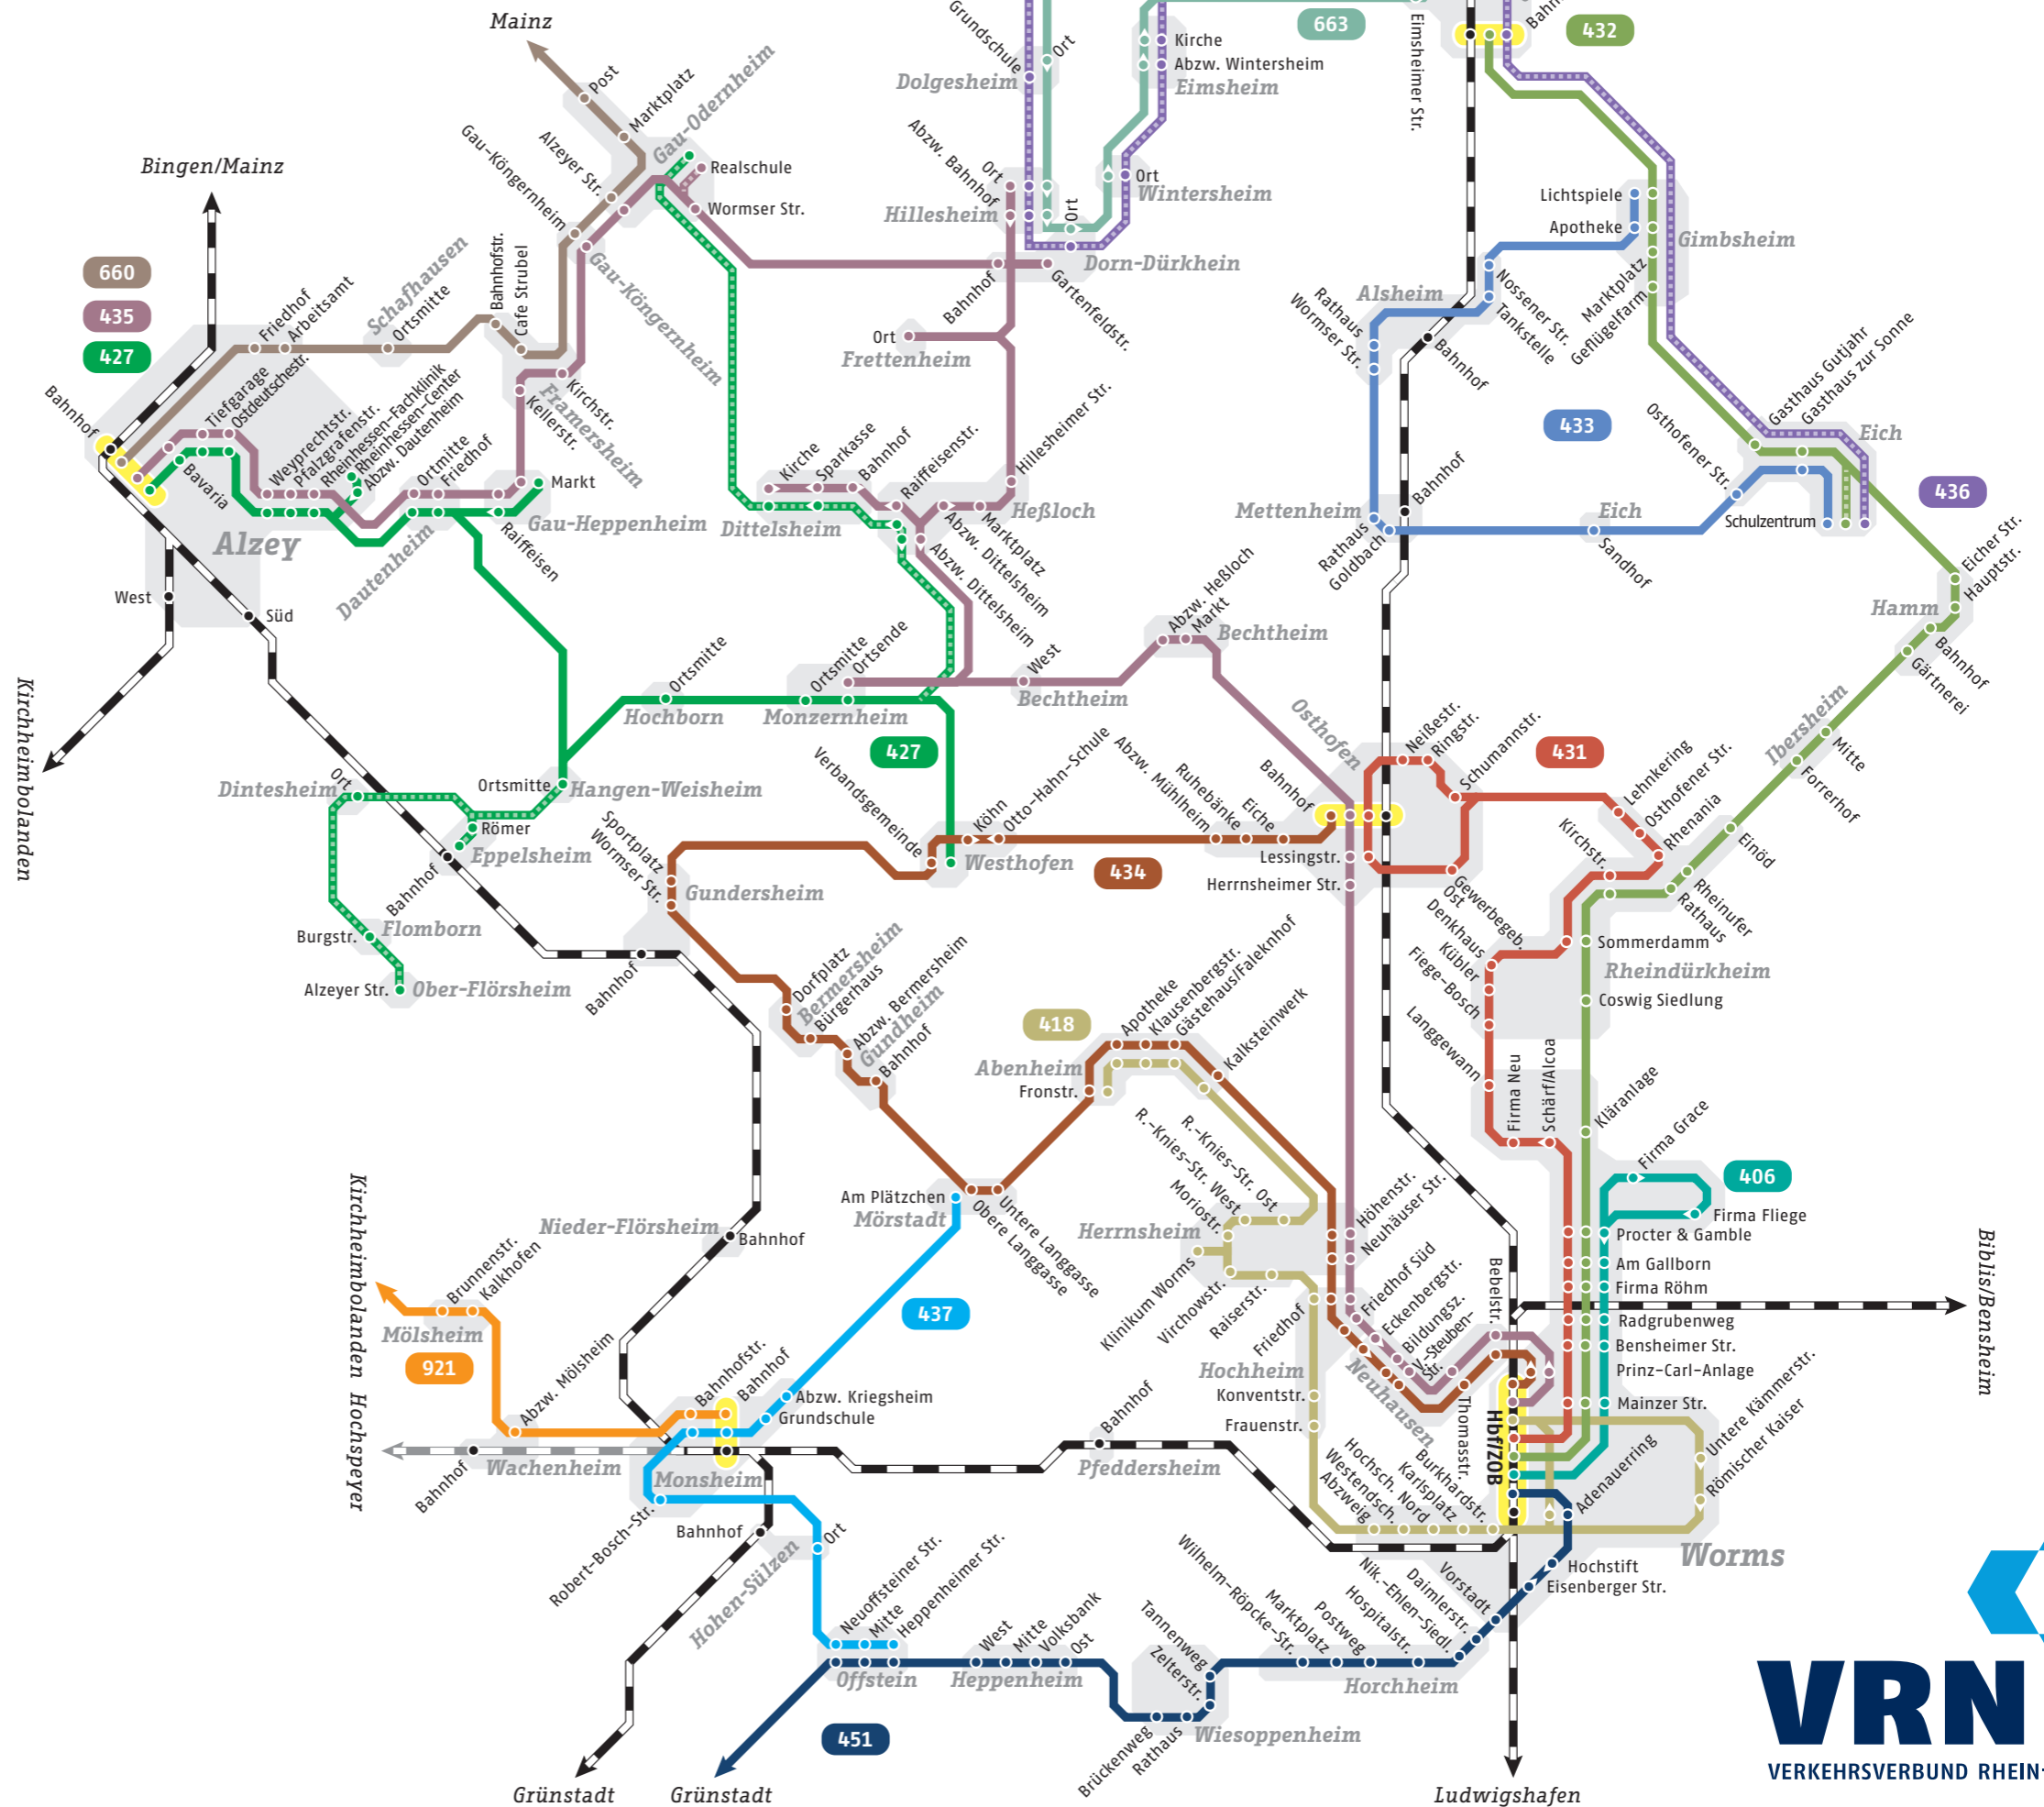 Mainz
Bingen/Mainz
660
435
427
Bahnhof
Friedhof
Arbeitsamt
Schafhausen
Ortsmitte
Bahnhofstr.
Cafe Strubel
Gau-Köngernheim
Alzeyer Str.
Post
Marktplatz
Gau-Odernheim
Realschule
Wormser Str.
Gau-Köngernheim
Framersheim
Kirchstr.
Kellerstr.
Tiefgarage
Ostdeutschestr.
Bavaria
Weyprechtstr.
Pfalzgrafenstr.
Rheinhessen-Fachklinik
Rheinhessen-Center
Abzw. Dautenheim
Alzey
Ortmitte
Friedhof
Dautenheim
Markt
Gau-Heppenheim
Raiffeisen
West
Süd
Kirchheimbolanden
Grundschule
Ort
Dolgesheim
Kirche
Abzw. Wintersheim
Eimsheim
663
Eimsheimer Str.
432
Abzw. Bahnhof
Ort
Hillesheim
Ort
Wintersheim
Ort
Dorn-Dürkheim
Bahnhof
Gartenfeldstr.
Ort
Frettenheim
Hillesheimer Str.
Heßloch
Kirche
Sparkasse
Bahnhof
Raiffeisenstr.
Dittelsheim
Marktplatz
Abzw. Dittelsheim
Abzw. Dittelsheim
Lichtspiele
Apotheke
Gimbsheim
Marktplatz
Geflügelfarm
Alsheim
Rathaus
Wormser Str.
Nossener Str.
Tankstelle
Bahnhof
433
Gasthaus Gutjahr
Gasthaus zur Sonne
Osthofener Str.
Eich
436
Schulzentrum
Mettenheim
Bahnhof
Rathaus
Goldbach
Eich
Sandhof
Eicher Str.
Hauptstr.
Hamm
Bahnhof
Gärtnerei
Ibersheim
Mitte
Forrerhof
Einöd
Rheinufer
Rathaus
Abzw. Heßloch
Markt
Bechtheim
West
Bechtheim
Ortsmitte
Hochborn
Ortsmitte
Ortsende
Monzernheim
427
Dintesheim
Ort
Ortsmitte
Hangen-Weisheim
Römer
Eppelsheim
Bahnhof
Burgstr.
Flomborn
Alzeyer Str.
Ober-Flörsheim
Sportplatz
Wormser Str.
Gundersheim
Bahnhof
Verbandsgemeinde
Köhn
Otto-Hahn-Schule
Westhofen
434
Abzw. Mühlheim
Ruhebänke
Eiche
Bahnhof
Osthofen
Neißestr.
Ringstr.
Schumannstr.
431
Lessingstr.
Herrnsheimer Str.
Gewerbegeb.
Ost
Lehnkering
Osthofener Str.
Rhenania
Kirchstr.
Denkhaus
Kübler
Fiege-Bosch
Langgewann
Sommerdamm
Rheindürkheim
Coswig Siedlung
Firma Neu
Schärf/Alcoa
Kläranlage
Firma Grace
406
Firma Fliege
Procter & Gamble
Am Gallborn
Firma Röhm
Radgrubenweg
Bensheimer Str.
Prinz-Carl-Anlage
Mainzer Str.
Biblis/Bensheim
Dorfplatz
Bermersheim
Bürgerhaus
Abzw. Bermersheim
Gundheim
Bahnhof
418
Abenheim
Fronstr.
Apotheke
Klausenbergstr.
Gästehaus/Faleknhof
Kalksteinwerk
Am Plätzchen
Mörstadt
Obere Langgasse
Untere Langgasse
R.-Knies-Str. Ost
R.-Knies-Str. West
Moriostr.
Herrnsheim
Klinikum Worms
Virchowstr.
Raiserstr.
Höhenstr.
Neuhäuser Str.
Friedhof
Hochheim
Konventstr.
Frauenstr.
Neuhausen
Friedhof Süd
Eckenbergstr.
Bildungsz.
V-Steuben-
Str.
Bebelstr.
Thomasstr.
Hbf/ZOB
Untere Kämmerstr.
Römischer Kaiser
Adenauerring
Worms
Abzweig
Westendsch.
Hochsch. Nord
Karlsplatz
Burkhardstr.
Nieder-Flörsheim
Bahnhof
437
Kirchheimbolanden Hochspeyer
Brunnenstr.
Kalkhofen
Mölsheim
921
Abzw. Mölsheim
Bahnhofstr.
Bahnhof
Abzw. Kriegsheim
Grundschule
Bahnhof
Wachenheim
Monsheim
Robert-Bosch-Str.
Bahnhof
Pfeddersheim
Bahnhof
Hohen-Sülzen
Ort
Neuoffsteiner Str.
Mitte
Heppenheimer Str.
Offstein
West
Mitte
Volksbank
Ost
Heppenheim
Tannenweg
Zelterstr.
Brückenweg
Rathaus
Wiesoppenheim
Wilhelm-Röpcke-Str.
Marktplatz
Postweg
Hospitalstr.
Nik.-Ehlen-Siedl.
Daimlerstr.
Vorstadt
Horchheim
Hochstift
Eisenberger Str.
451
Grünstadt
Grünstadt
Ludwigshafen
VRN
VERKEHRSVERBUND RHEIN